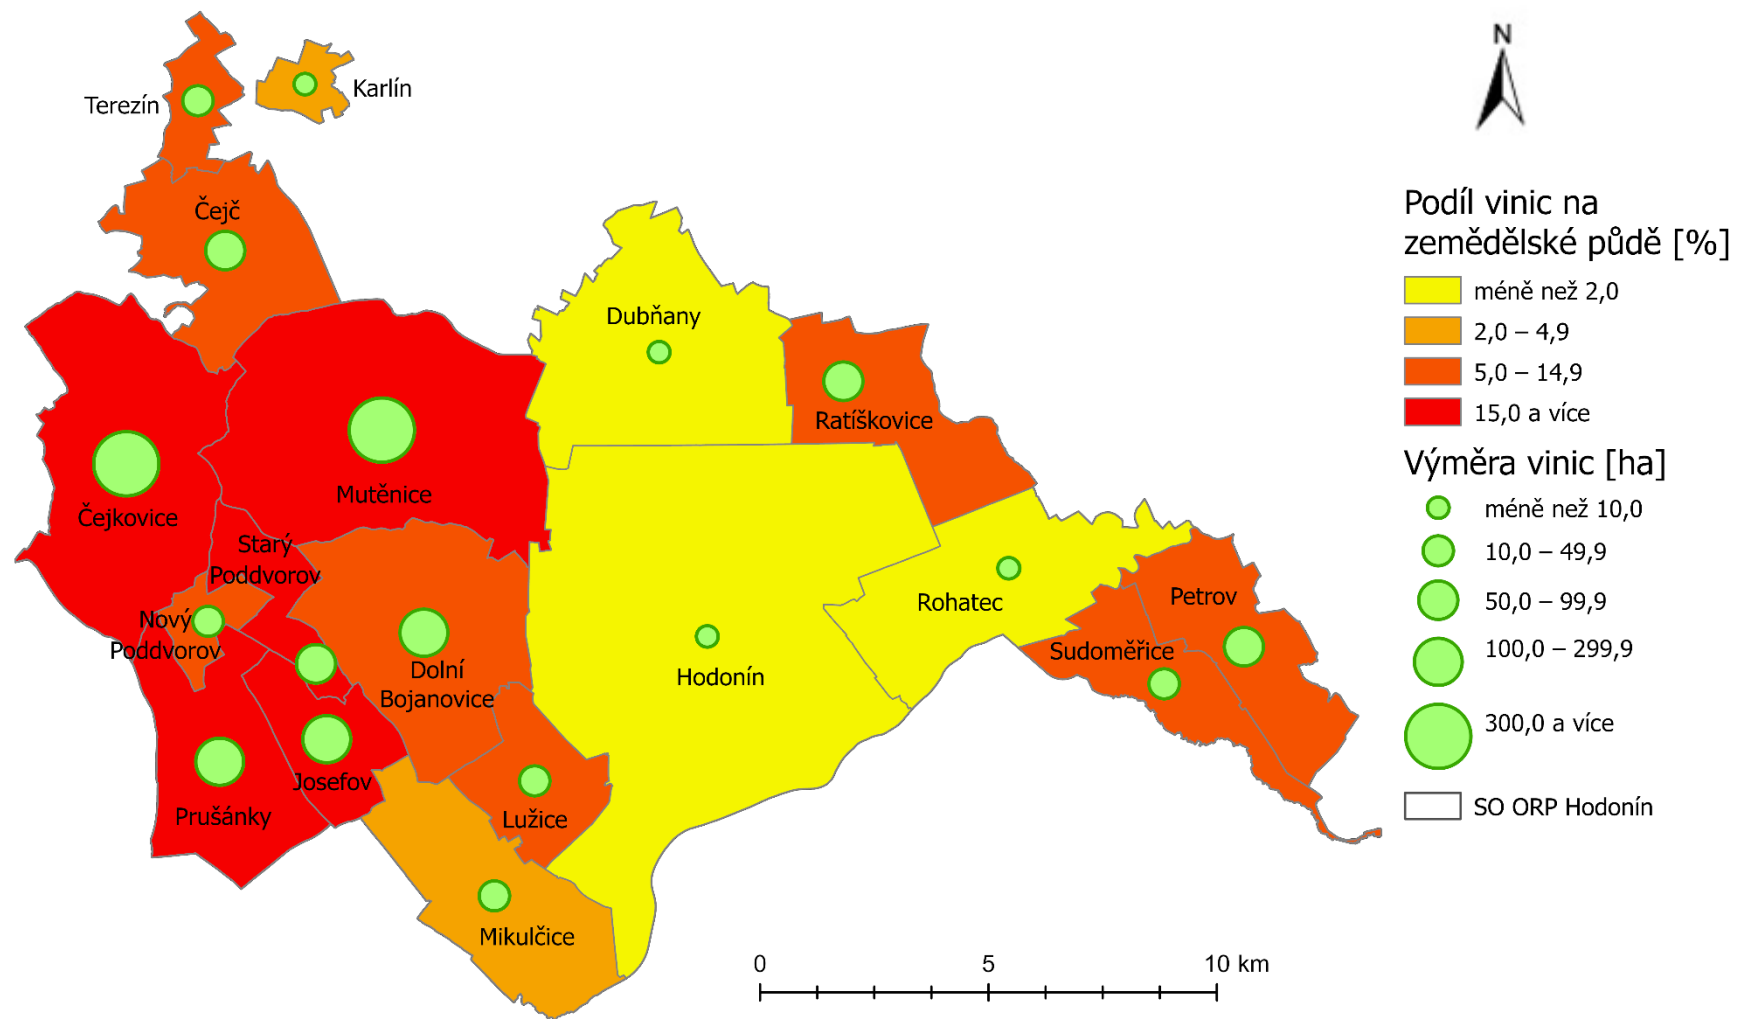 N
Terezín
Karlín
Čejč
Dubňany
Ratíškovice
Mutěnice
Čejkovice
Starý
Poddvorov
Nový
Poddvorov
Dolní
Bojanovice
Hodonín
Rohatec
Petrov
Sudoměřice
Josefov
Prušánky
Lužice
Mikulčice
Podíl vinic na
zemědělské půdě [%]
méně než 2,0
2,0 – 4,9
5,0 – 14,9
15,0 a více
Výměra vinic [ha]
méně než 10,0
10,0 – 49,9
50,0 – 99,9
100,0 – 299,9
300,0 a více
SO ORP Hodonín
0 5 10 km